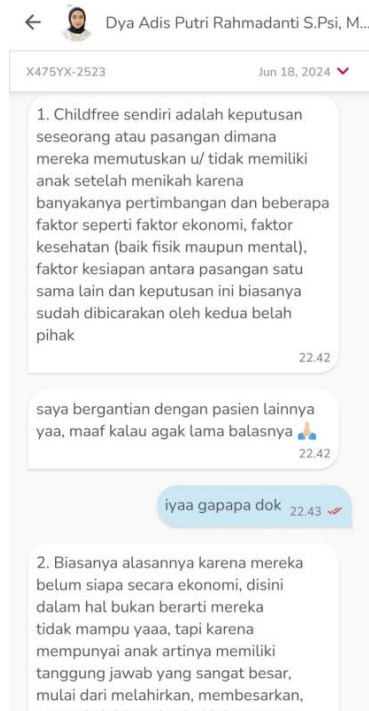 Dya Adis Putri Rahmadanti S.Psi, M...
X475YX-2523
Jun 18, 2024
1. Childfree sendiri adalah keputusan
seseorang atau pasangan dimana
mereka memutuskan u/ tidak memiliki
anak setelah menikah karena
banyakanya pertimbangan dan beberapa
faktor seperti faktor ekonomi, faktor
kesehatan (baik fisik maupun mental),
faktor kesiapan antara pasangan satu
sama lain dan keputusan ini biasanya
sudah dibicarakan oleh kedua belah
pihak
22.42
saya bergantian dengan pasien lainnya
yaa, maaf kalau agak lama balasnya 🙏🏻
22.42
iyaa gapapa dok 22.43
2. Biasanya alasannya karena mereka
belum siapa secara ekonomi, disini
dalam hal bukan berarti mereka
tidak mampu yaaa, tapi karena
mempunyai anak artinya memiliki
tanggung jawab yang sangat besar,
mulai dari melahirkan, membesarkan,